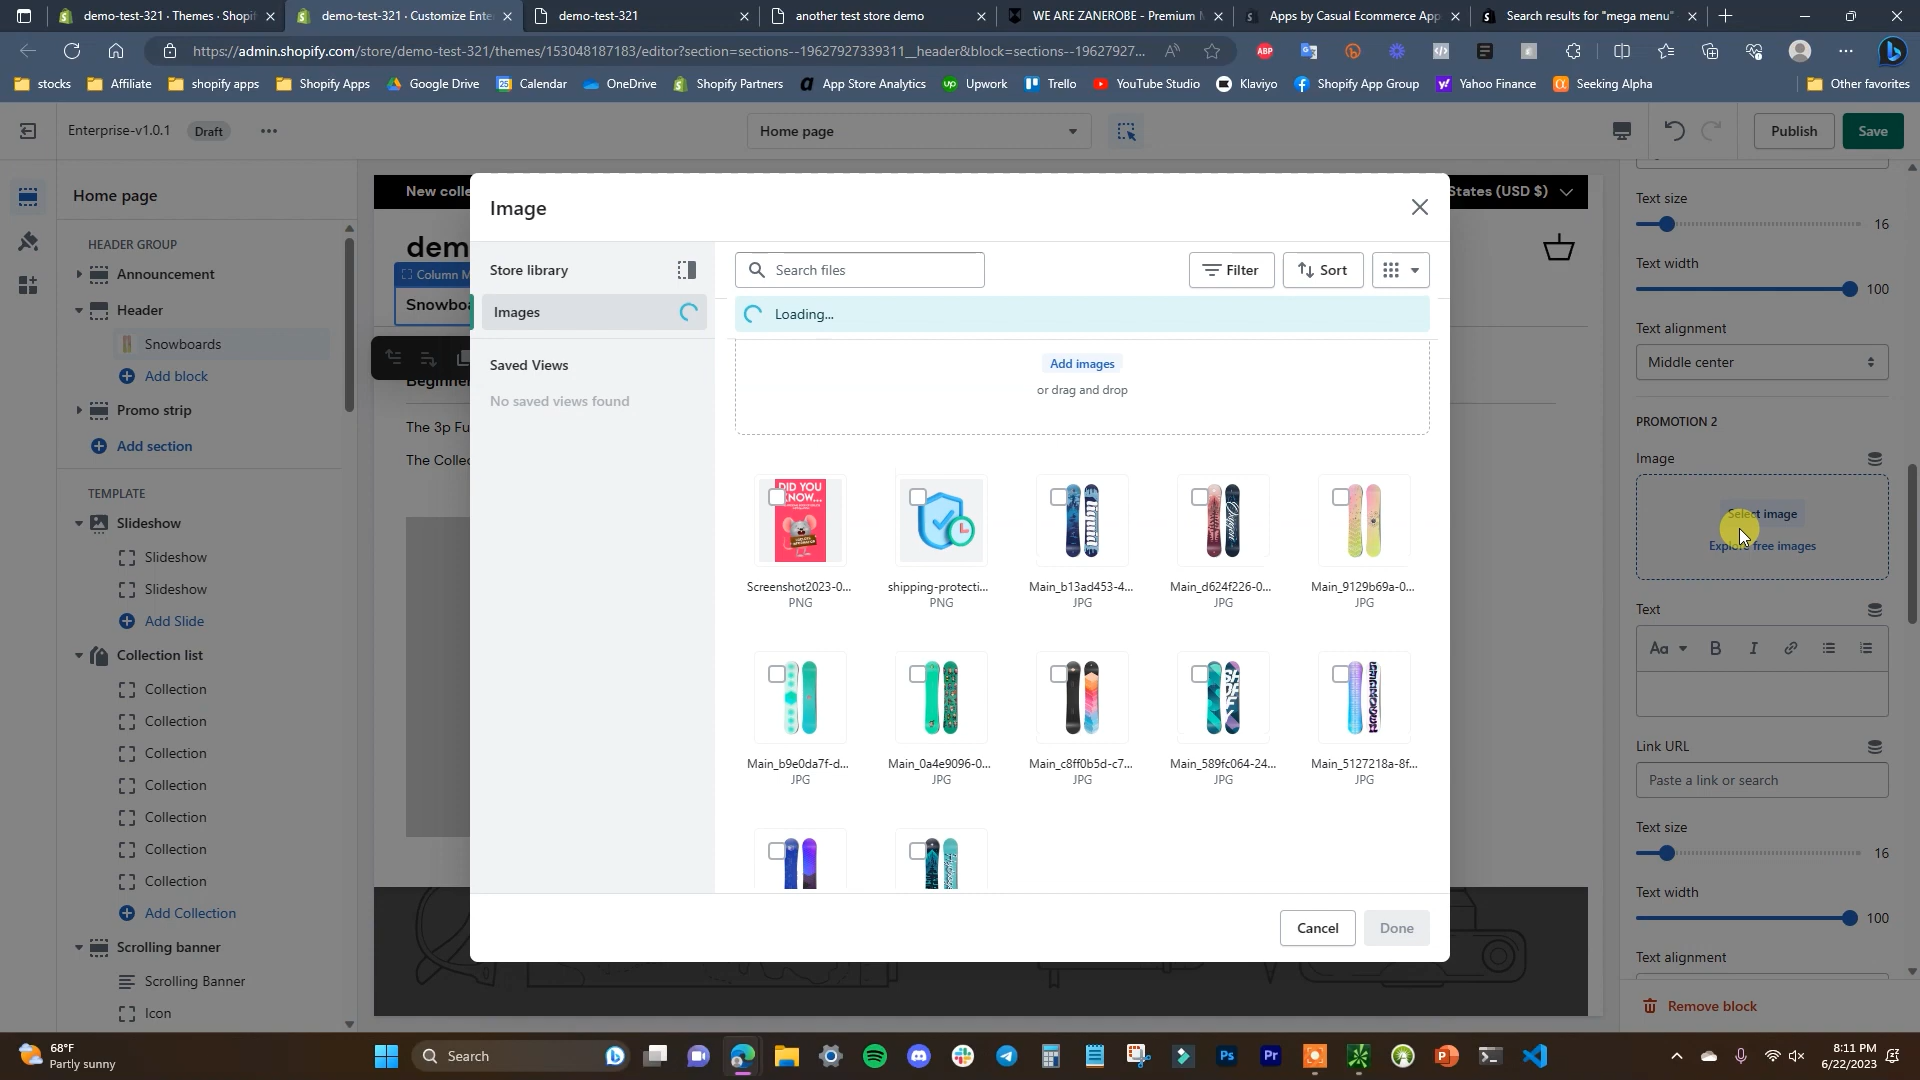 demo-test-321 · Themes · Shopif
demo-test-321 · Customize Ente
demo-test-321
another test store demo
WE ARE ZANEROBE - Premium M
Apps by Casual Ecommerce App
Search results for "mega menu"
https://admin.shopify.com/store/demo-test-321/themes/153048187183/editor?section=sections--19627927339311__header&block=sections--19627927...
stocks
Affiliate
shopify apps
Shopify Apps
Google Drive
Calendar
OneDrive
Shopify Partners
App Store Analytics
Upwork
Trello
YouTube Studio
Klaviyo
Shopify App Group
Yahoo Finance
Seeking Alpha
Other favorites
Enterprise-v1.0.1
Draft
Home page
Publish
Save
Home page
HEADER GROUP
Announcement
Header
Snowboards
Add block
Promo strip
Add section
TEMPLATE
Slideshow
Slideshow
Slideshow
Add Slide
Collection list
Collection
Collection
Collection
Collection
Collection
Collection
Collection
Add Collection
Scrolling banner
Scrolling Banner
Icon
New colle
States (USD $)
dem
Column M
Snowboa
Beginner
The 3p Fu
The Collec
Image
Store library
Images
Saved Views
No saved views found
Search files
Filter
Sort
Loading...
Add images
or drag and drop
DID YOU KNOW...
Screenshot2023-0...
PNG
shipping-protecti...
PNG
Main_b13ad453-4...
JPG
Main_d624f226-0...
JPG
Main_9129b69a-0...
JPG
Main_b9e0da7f-d...
JPG
Main_0a4e9096-0...
JPG
Main_c8ff0b5d-c7...
JPG
Main_589fc064-24...
JPG
Main_5127218a-8f...
JPG
Cancel
Done
Text size
16
Text width
100
Text alignment
Middle center
PROMOTION 2
Image
Select image
Explore free images
Text
Aa
B
I
Link URL
Paste a link or search
Text size
16
Text width
100
Text alignment
Remove block
68°F
Partly sunny
Search
8:11 PM
6/22/2023